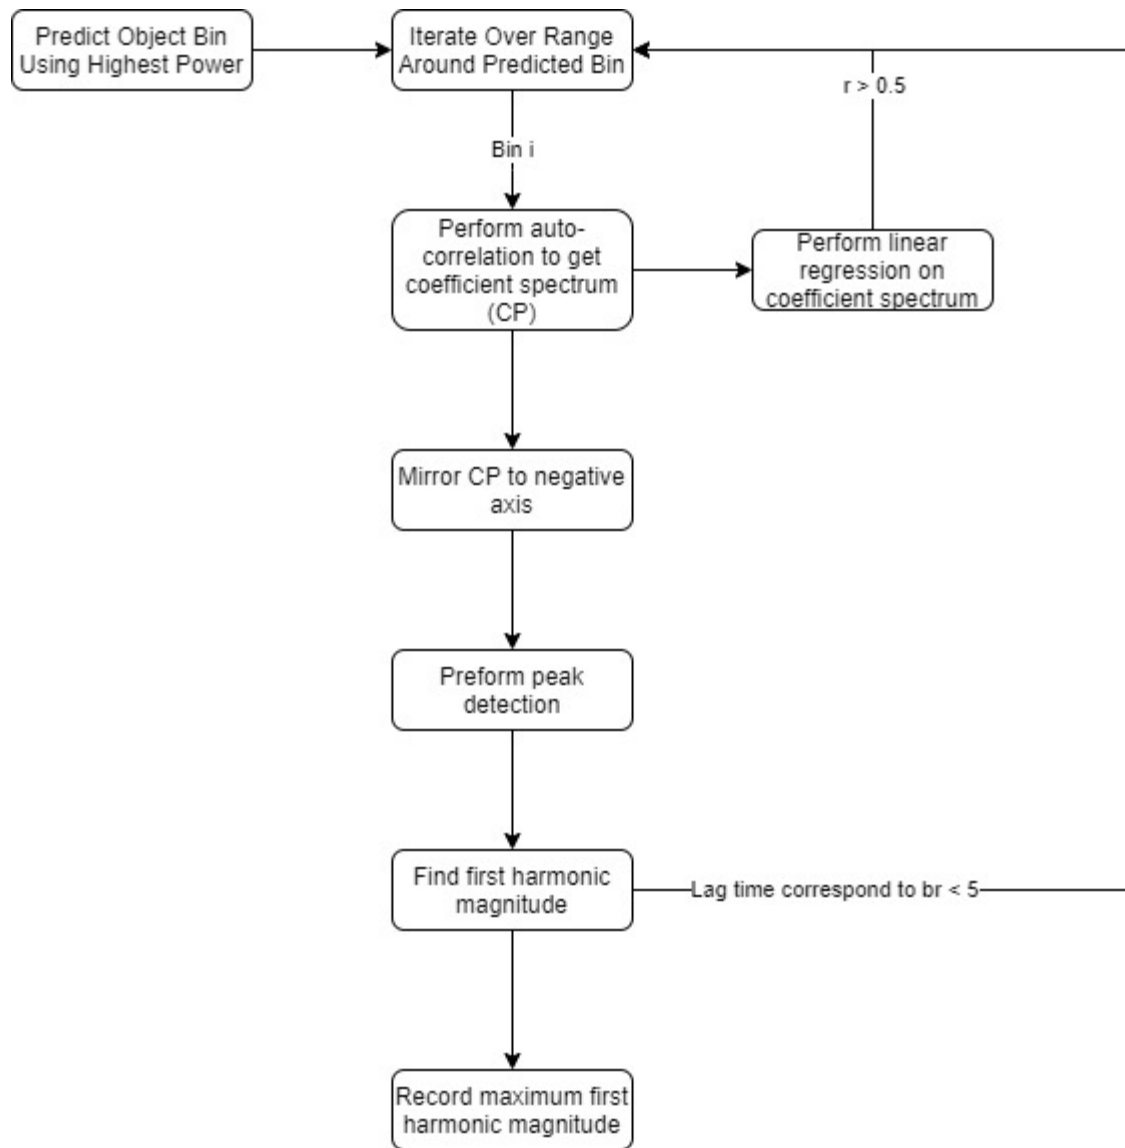 Predict Object Bin
Using Highest Power
Iterate Over Range
Around Predicted Bin
r > 0.5
Bin i
Perform auto-
correlation to get
coefficient spectrum
(CP)
Perform linear
regression on
coefficient spectrum
Mirror CP to negative
axis
Preform peak
detection
Find first harmonic
magnitude
Lag time correspond to br < 5
Record maximum first
harmonic magnitude